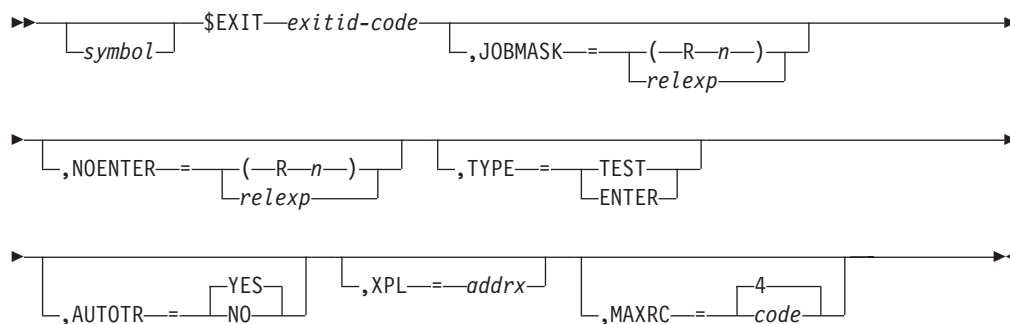 $EXIT exitid-code
symbol ,JOBMASK = ( R n )
relexp
,NOENTER = ( R n ) ,TYPE = TEST
relexp ENTER
YES ,XPL = addrx 4
,AUTOTR = NO ,MAXRC = code